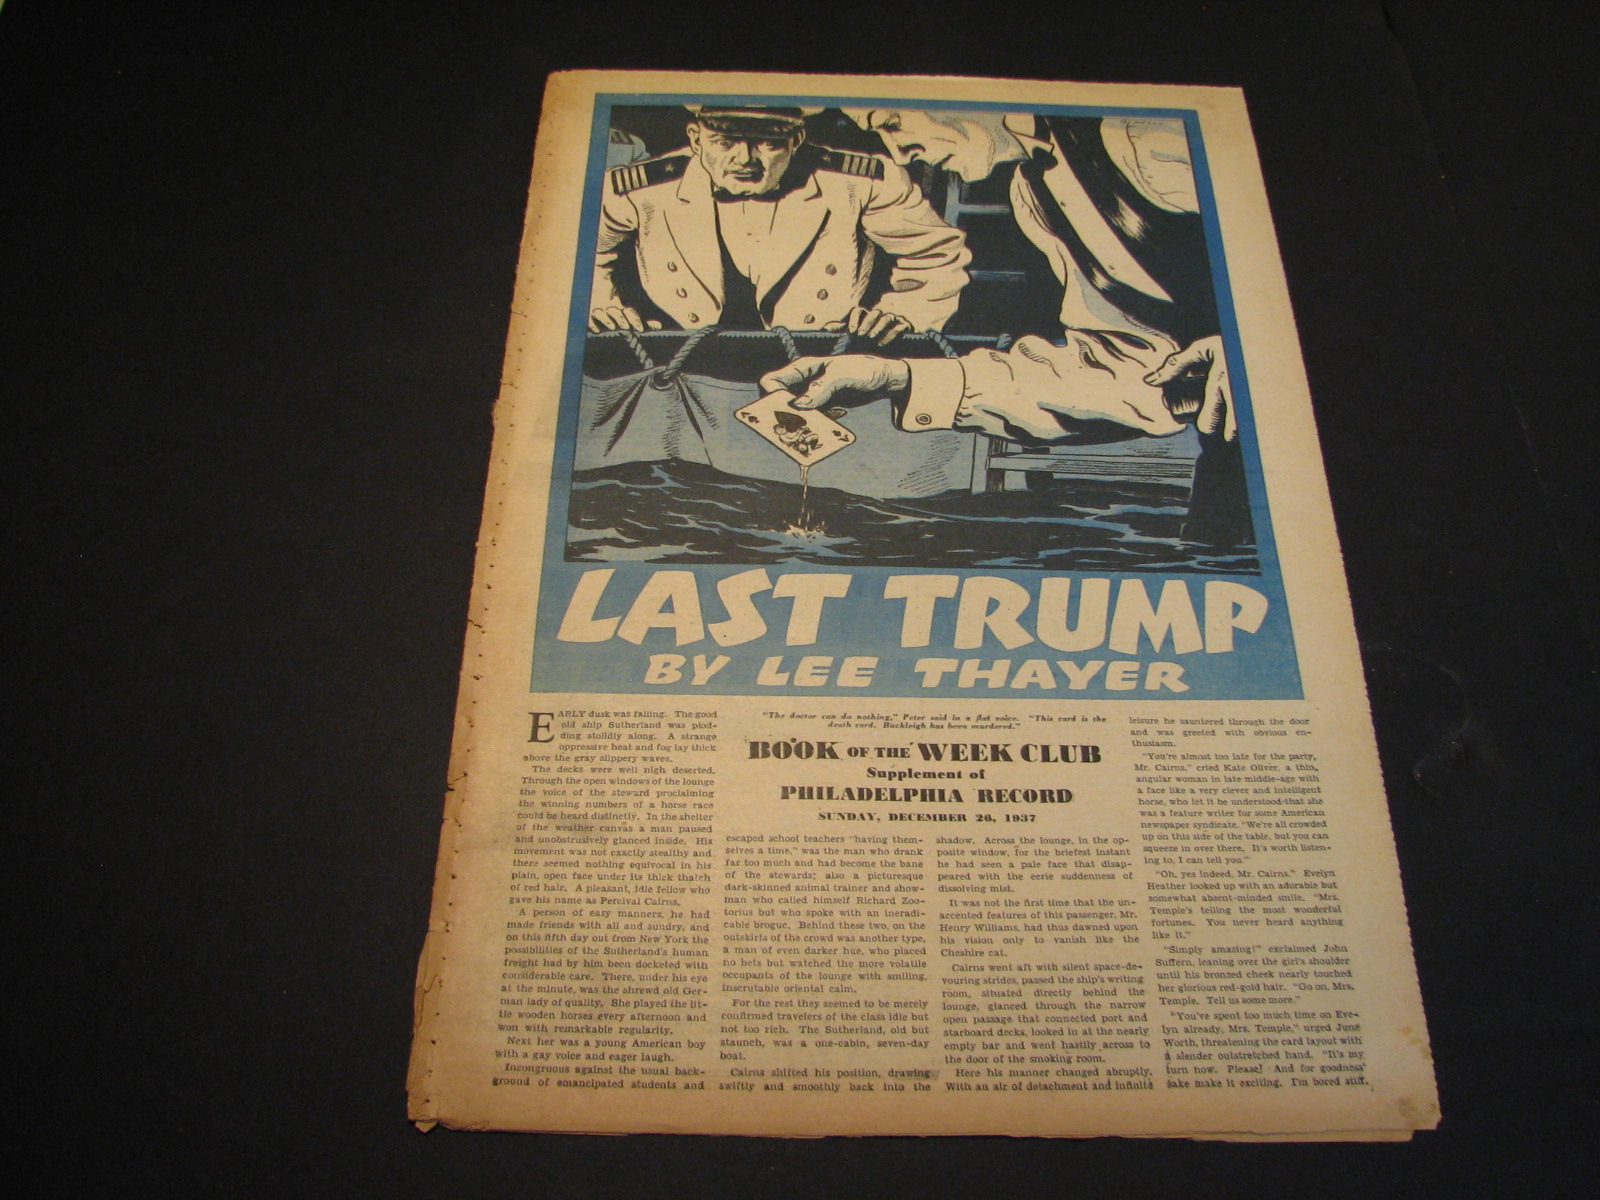 LAST TRUMP
BY LEE THAYER
"The doctor can do nothing," Peter said in a flat voice. "This card is the
death card. Buckleigh has been murdered."
BOOK OF THE WEEK CLUB
Supplement of
PHILADELPHIA RECORD
SUNDAY, DECEMBER 26, 1937
EARLY dusk was falling. The good
old ship Sutherland was plod-
ding stolidly along. A strange
oppressive heat and fog lay thick
above the gray slippery waves.
The decks were well nigh deserted.
Through the open windows of the lounge
the voice of the steward proclaiming
the winning numbers of a horse race
could be heard distinctly. In the shelter
of the weather canvas a man paused
and unobstrusively glanced inside. His
movement was not exactly stealthy and
there seemed nothing equivocal in his
plain, open face under its thick thatch
of red hair. A pleasant, idle fellow who
gave his name as Percival Cairns.
A person of easy manners, he had
made friends with all and sundry, and
on this fifth day out from New York the
possibilities of the Sutherland's human
freight had by him been docketed with
considerable care. There, under his eye
at the minute, was the shrewd old Ger-
man lady of quality. She played the lit-
tle wooden horses every afternoon and
won with remarkable regularity.
Next her was a young American boy
with a gay voice and eager laugh.
Incongruous against the usual back-
ground of emancipated students and
escaped school teachers "having them-
selves a time," was the man who drank
far too much and had become the bane
of the stewards; also a picturesque
dark-skinned animal trainer and show-
man who called himself Richard Zoo-
torius but who spoke with an ineradi-
cable brogue. Behind these two, on the
outskirts of the crowd was another type,
a man of even darker hue, who placed
no bets but watched the more volatile
occupants of the lounge with smiling,
inscrutable oriental calm.
For the rest they seemed to be merely
confirmed travelers of the class idle but
not too rich. The Sutherland, old but
staunch, was a one-cabin, seven-day
boat.
Cairns shifted his position, drawing
swiftly and smoothly back into the
shadow. Across the lounge, in the op-
posite window, for the briefest instant
he had seen a pale face that disap-
peared with the eerie suddenness of
dissolving mist.
It was not the first time that the un-
accented features of this passenger, Mr.
Henry Williams, had thus dawned upon
his vision only to vanish like the
Cheshire cat.
Cairns went aft with silent space-de-
vouring strides, passed the ship's writing
room, situated directly behind the
lounge, glanced through the narrow
open passage that connected port and
starboard decks, looked in at the nearly
empty bar and went hastily across to
the door of the smoking room.
Here his manner changed abruptly.
With an air of detachment and infinite
leisure he sauntered through the door
and was greeted with obvious en-
thusiasm.
"You're almost too late for the party,
Mr. Cairns," cried Kate Oliver, a thin,
angular woman in late middle-age with
a face like a very clever and intelligent
horse, who let it be understood that she
was a feature writer for some American
newspaper syndicate. "We're all crowded
up on this side of the table, but you can
squeeze in over there. It's worth listen-
ing to, I can tell you."
"Oh, yes indeed, Mr. Cairns." Evelyn
Heather looked up with an adorable but
somewhat absent-minded smile. "Mrs.
Temple's telling the most wonderful
fortunes. You never heard anything
like it."
"Simply amazing!" exclaimed John
Suffern, leaning over the girl's shoulder
until his bronzed cheek nearly touched
her glorious red-gold hair. "Go on, Mrs.
Temple. Tell us some more."
"You've spent too much time on Eve-
lyn already, Mrs. Temple," urged June
Worth, threatening the card layout with
a slender outstretched hand. "It's my
turn now. Please! And for goodness'
sake make it exciting. I'm bored stiff.